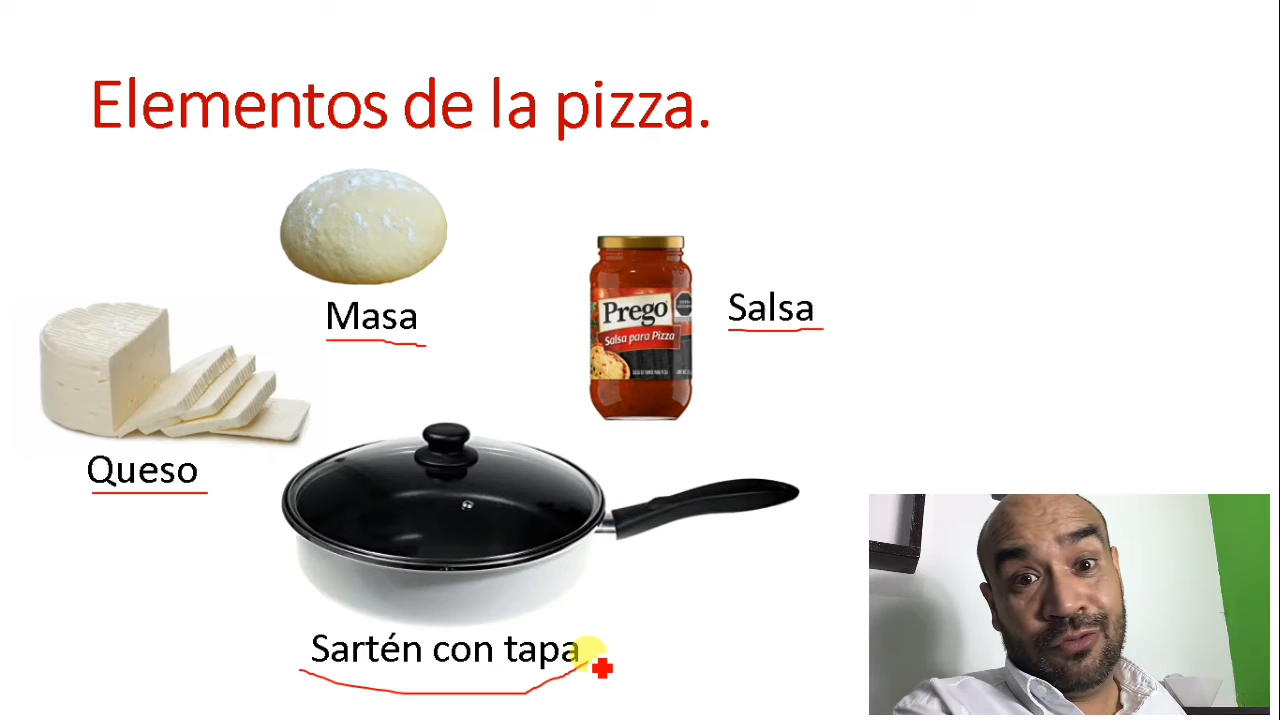 Elementos de la pizza.
Masa
Prego
Salsa para Pizza
Salsa
Queso
Sartén con tapa